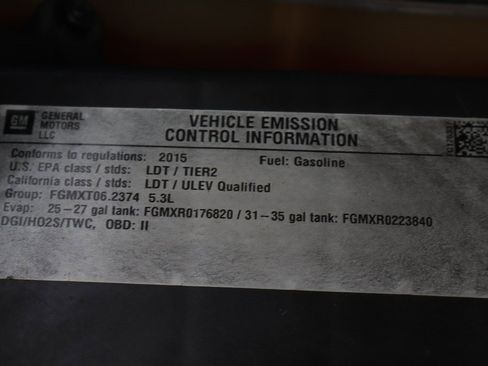 GM
GENERAL
MOTORS
LLC
VEHICLE EMISSION
CONTROL INFORMATION
Conforms to regulations: 2015 Fuel: Gasoline
U.S. EPA class / stds: LDT / TIER2
California class / stds: LDT / ULEV Qualified
Group: FGMXT06.2374 5.3L
Evap: 25-27 gal tank: FGMXR0176820 / 31-35 gal tank: FGMXR0223840
DGI/HO2S/TWC, OBD: II